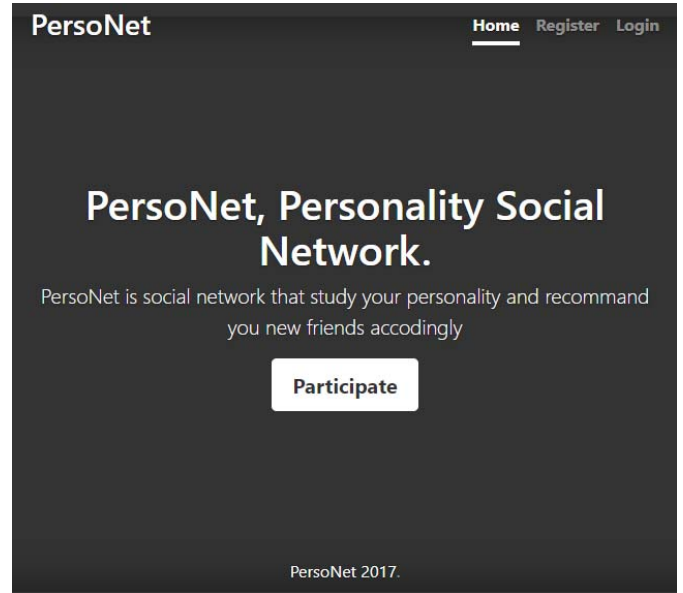 PersoNet
Home Register Login
PersoNet, Personality Social
Network.
PersoNet is social network that study your personality and recommand
you new friends accodingly
Participate
PersoNet 2017.